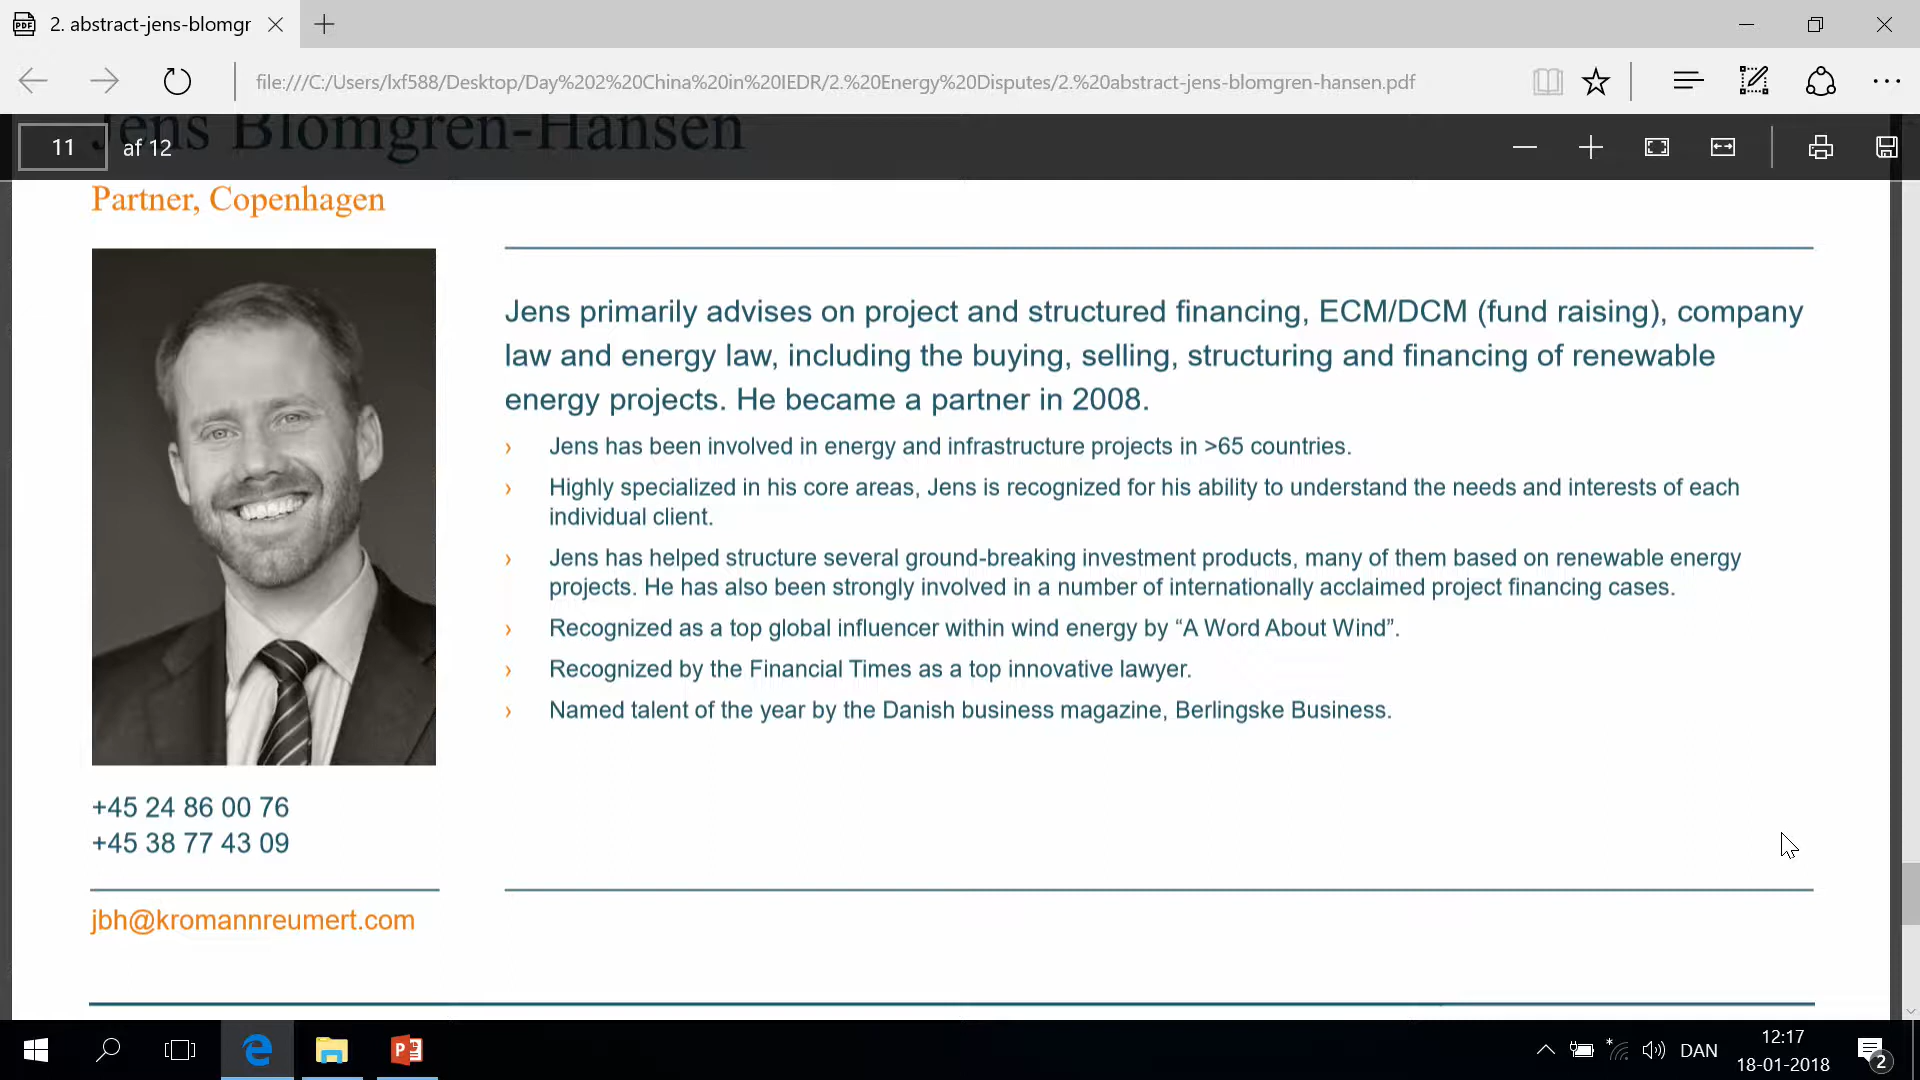 2. abstract-jens-blomgr
file:///C:/Users/lxf588/Desktop/Day%202%20China%20in%20IEDR/2.%20Energy%20Disputes/2.%20abstract-jens-blomgren-hansen.pdf
Jens Blomgren-Hansen
11 af 12
Partner, Copenhagen
Jens primarily advises on project and structured financing, ECM/DCM (fund raising), company
law and energy law, including the buying, selling, structuring and financing of renewable
energy projects. He became a partner in 2008.
› Jens has been involved in energy and infrastructure projects in >65 countries.
› Highly specialized in his core areas, Jens is recognized for his ability to understand the needs and interests of each
individual client.
› Jens has helped structure several ground-breaking investment products, many of them based on renewable energy
projects. He has also been strongly involved in a number of internationally acclaimed project financing cases.
› Recognized as a top global influencer within wind energy by “A Word About Wind”.
› Recognized by the Financial Times as a top innovative lawyer.
› Named talent of the year by the Danish business magazine, Berlingske Business.
+45 24 86 00 76
+45 38 77 43 09
jbh@kromannreumert.com
DAN
12:17
18-01-2018
2